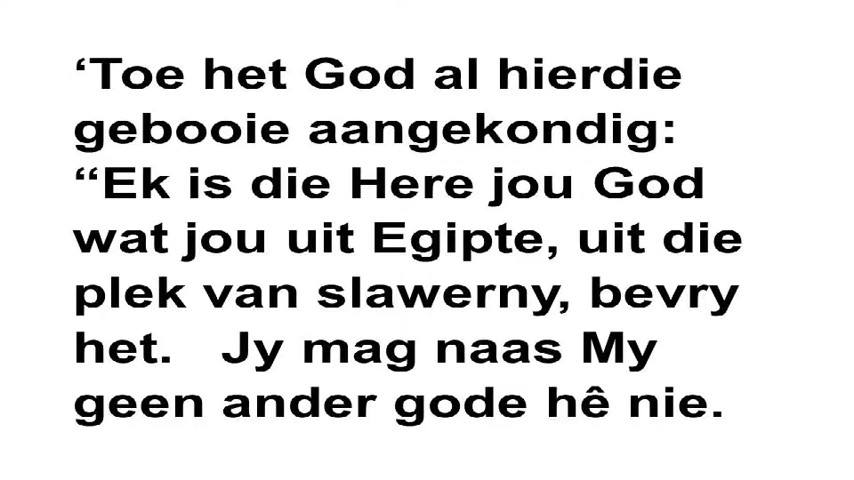 ‘Toe het God al hierdie
gebooie aangekondig:
“Ek is die Here jou God
wat jou uit Egipte, uit die
plek van slawerny, bevry
het.   Jy mag naas My
geen ander gode hê nie.